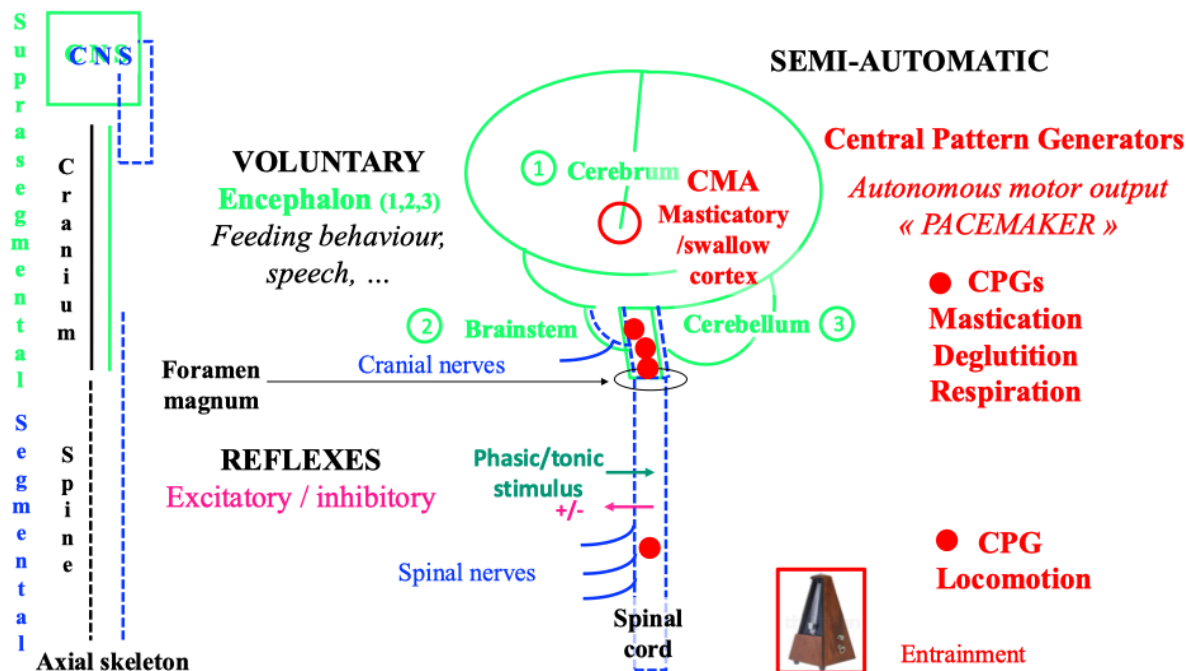 Suprasegmental
Segmental
CNS
Cranium
Spine
Axial skeleton
SEMI-AUTOMATIC
VOLUNTARY
Encephalon (1,2,3)
Feeding behaviour,
speech, ...
1 Cerebrum
CMA
Masticatory
/swallow
cortex
2 Brainstem
Cerebellum 3
Cranial nerves
Foramen
magnum
Central Pattern Generators
Autonomous motor output
« PACEMAKER »
CPGs
Mastication
Deglutition
Respiration
REFLEXES
Excitatory / inhibitory
Phasic/tonic
stimulus
+/-
Spinal nerves
Spinal
cord
CPG
Locomotion
Entrainment